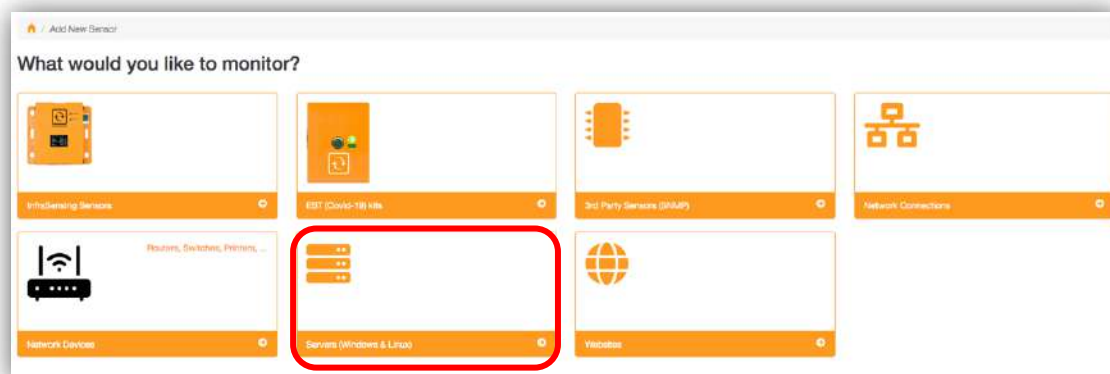 / Add New Sensor
What would you like to monitor?
InfraSensing Sensors
EST (Covid-19) kits
3rd Party Sensors (SNMP)
Network Connections
Routers, Switches, Printers, ...
Network Devices
Servers (Windows & Linux)
Websites